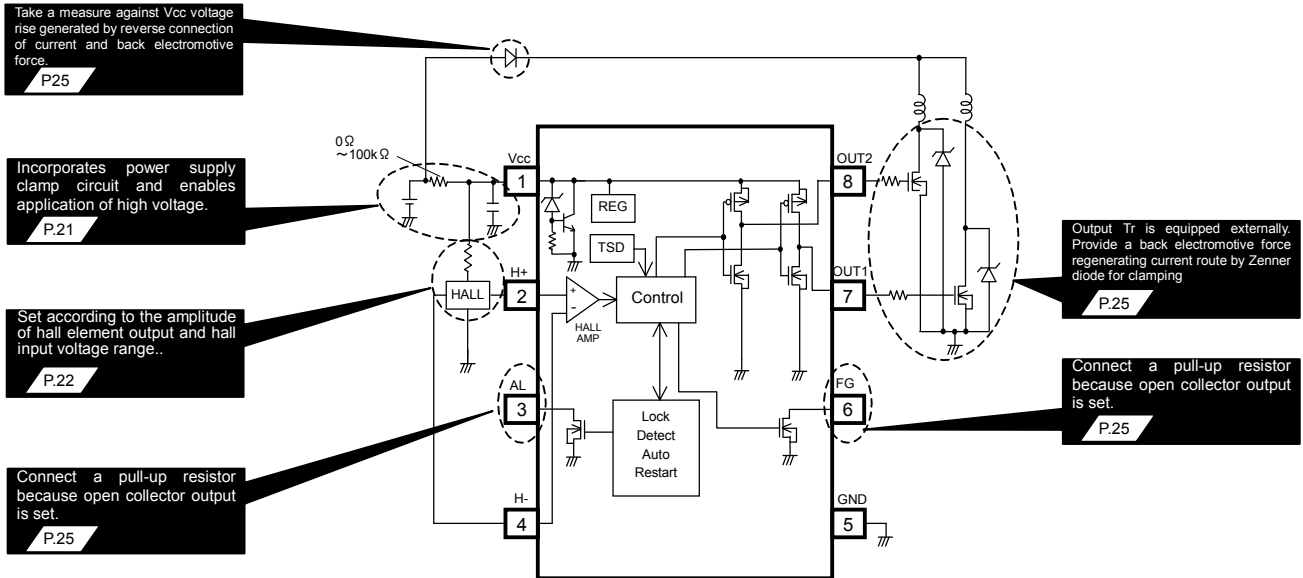 Take a measure against Vcc voltage
rise generated by reverse connection
of current and back electromotive
force.
P25
Incorporates power supply
clamp circuit and enables
application of high voltage.
P.21
Set according to the amplitude
of hall element output and hall
input voltage range..
P.22
Connect a pull-up resistor
because open collector output
is set.
P.25
0Ω
~100kΩ
Vcc
1
H+
2
HALL
AL
3
H-
4
REG
TSD
Control
+
-
HALL
AMP
Lock
Detect
Auto
Restart
OUT2
8
OUT1
7
FG
6
GND
5
Output Tr is equipped externally.
Provide a back electromotive force
regenerating current route by Zenner
diode for clamping
P.25
Connect a pull-up resistor
because open collector output
is set.
P.25